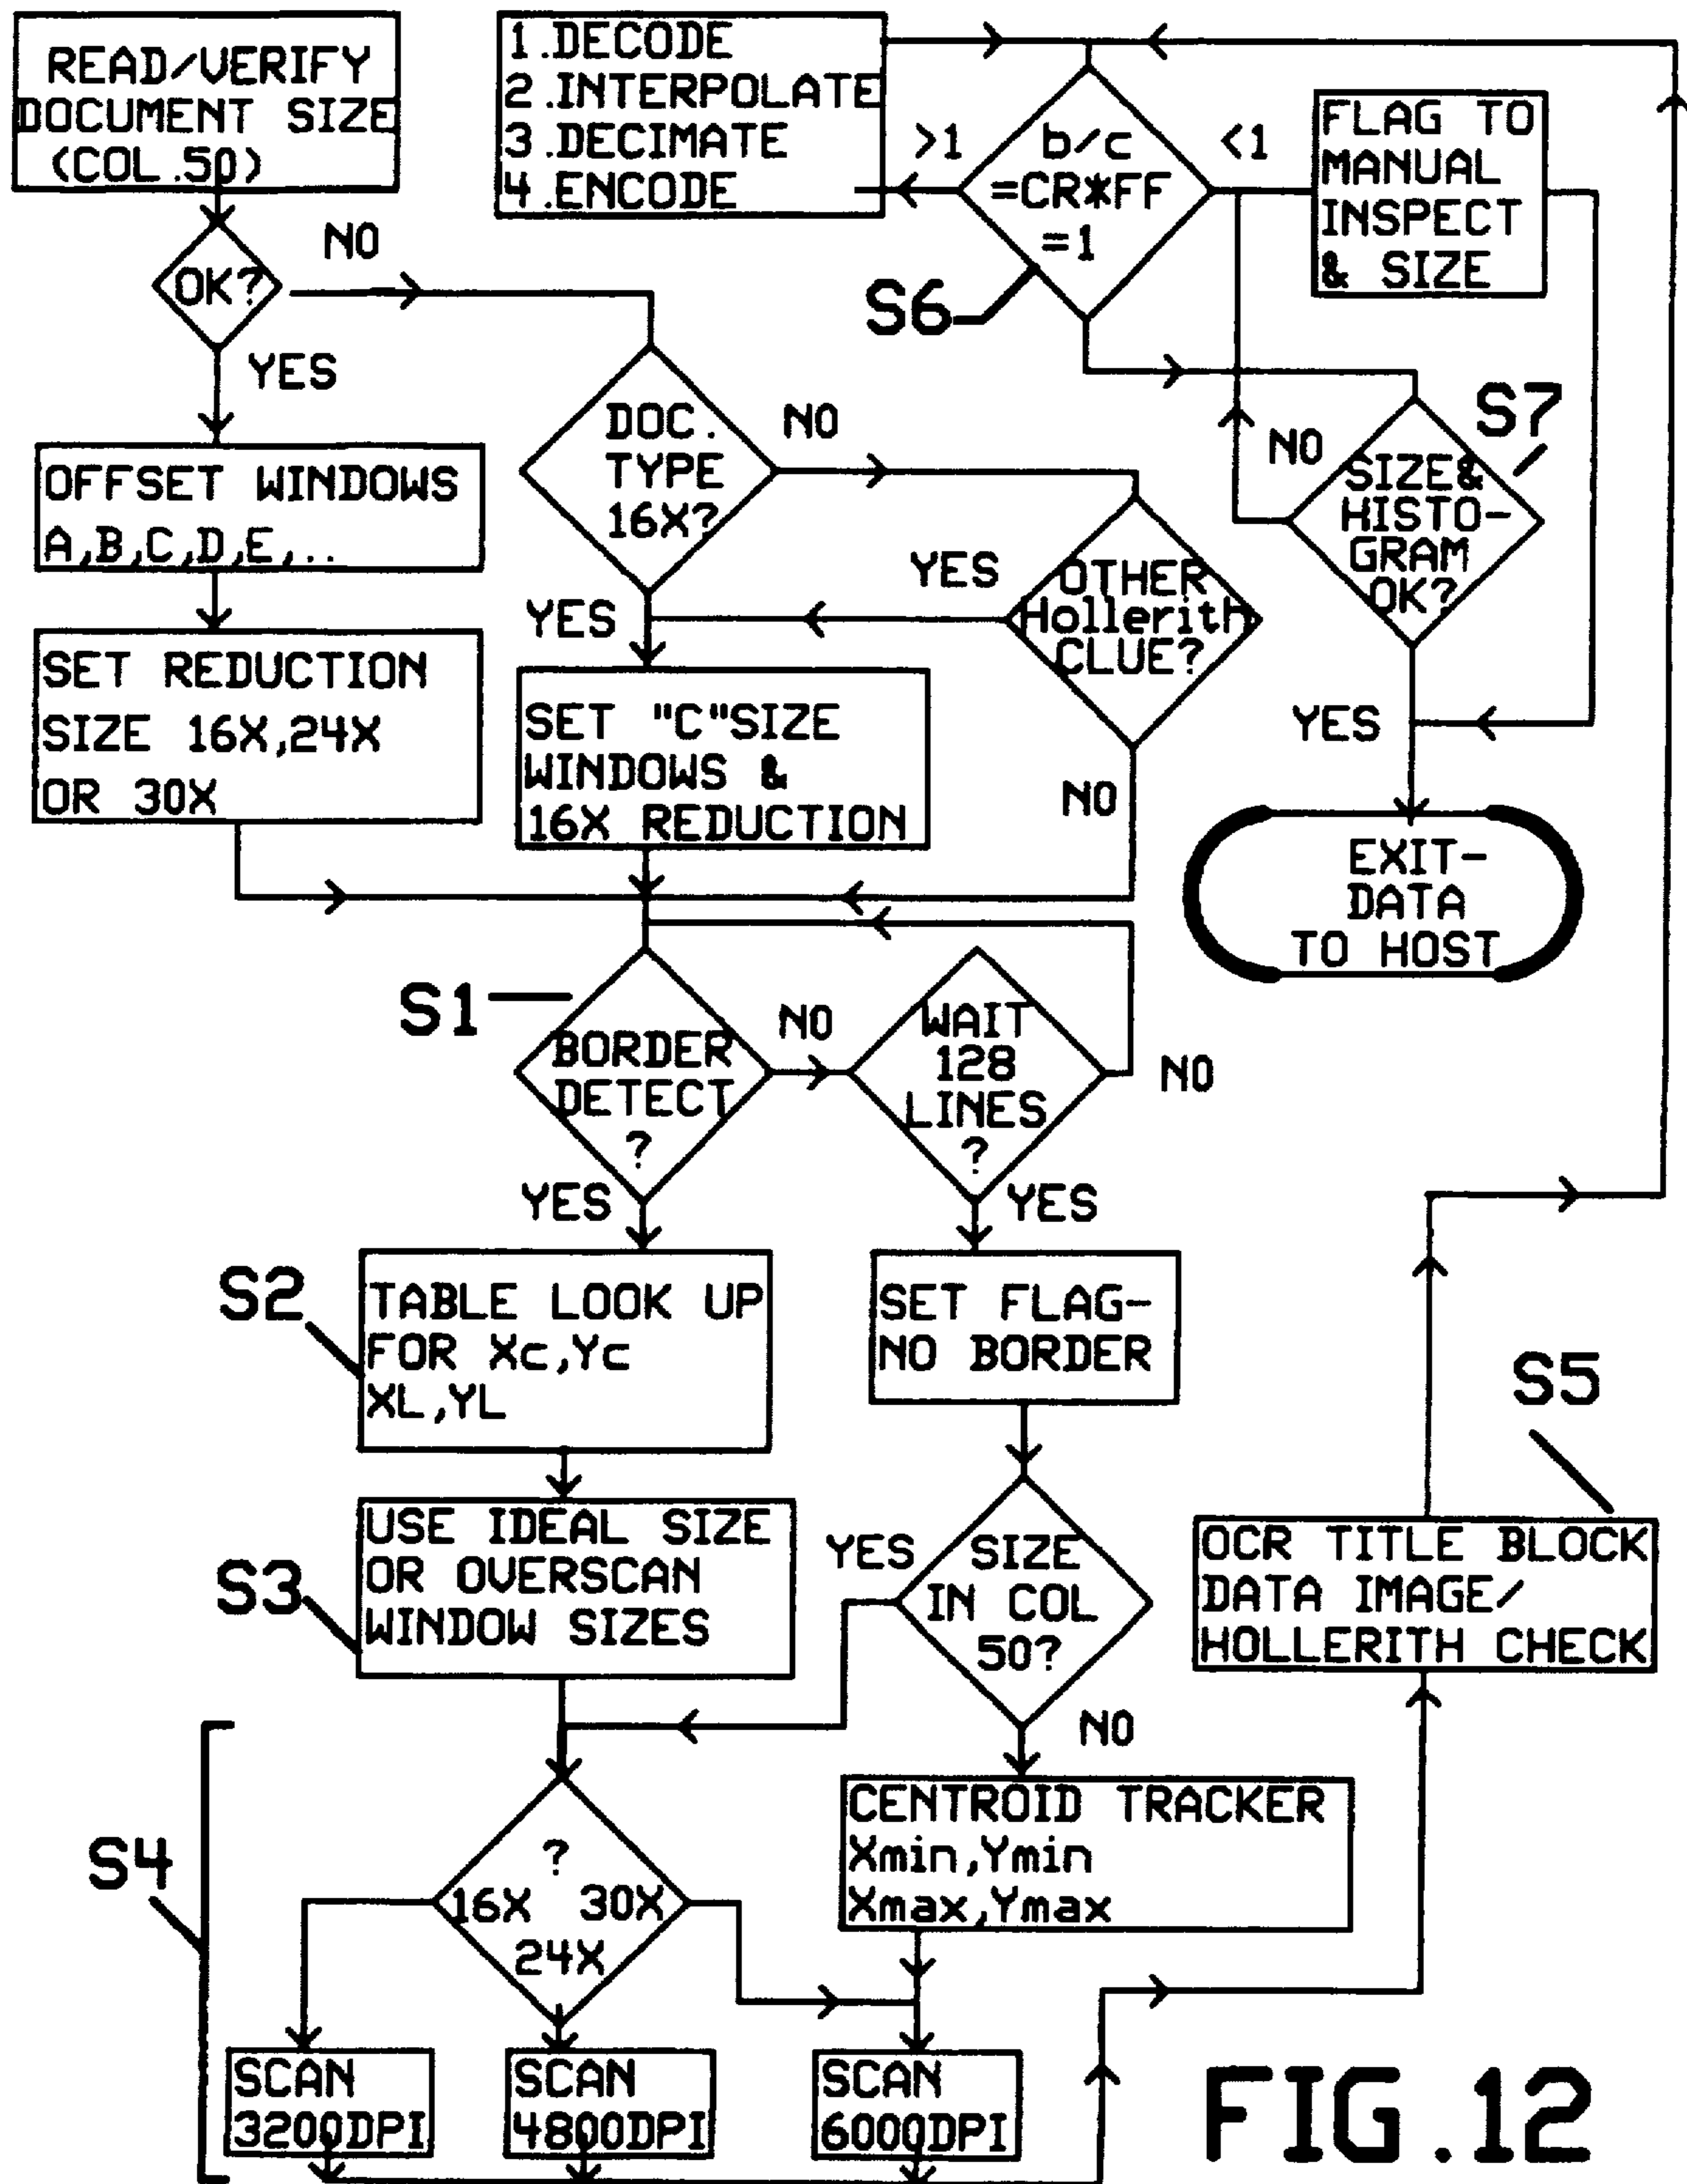 READ/VERIFY
DOCUMENT SIZE
(COL.50)
OK?
NO
YES
OFFSET WINDOWS
A,B,C,D,E,..
SET REDUCTION
SIZE 16X,24X
OR 30X
1.DECODE
2.INTERPOLATE
3.DECIMATE
4.ENCODE
>1
b/c
=CR*FF
=1
<1
S6
FLAG TO
MANUAL
INSPECT
& SIZE
DOC.
TYPE
16X?
NO
YES
OTHER
Hollerith
CLUE?
YES
NO
SET "C"SIZE
WINDOWS &
16X REDUCTION
S7
NO
SIZE&
HISTO-
GRAM
OK?
YES
EXIT-
DATA
TO HOST
S1
BORDER
DETECT
?
NO
YES
WAIT
128
LINES
?
NO
YES
S2
TABLE LOOK UP
FOR Xc,Yc
XL,YL
SET FLAG-
NO BORDER
S3
USE IDEAL SIZE
OR OVERSCAN
WINDOW SIZES
YES
SIZE
IN COL
50?
NO
S5
OCR TITLE BLOCK
DATA IMAGE/
HOLLERITH CHECK
S4
?
16X 30X
24X
CENTROID TRACKER
Xmin,Ymin
Xmax,Ymax
SCAN
3200DPI
SCAN
4800DPI
SCAN
6000DPI
FIG.12